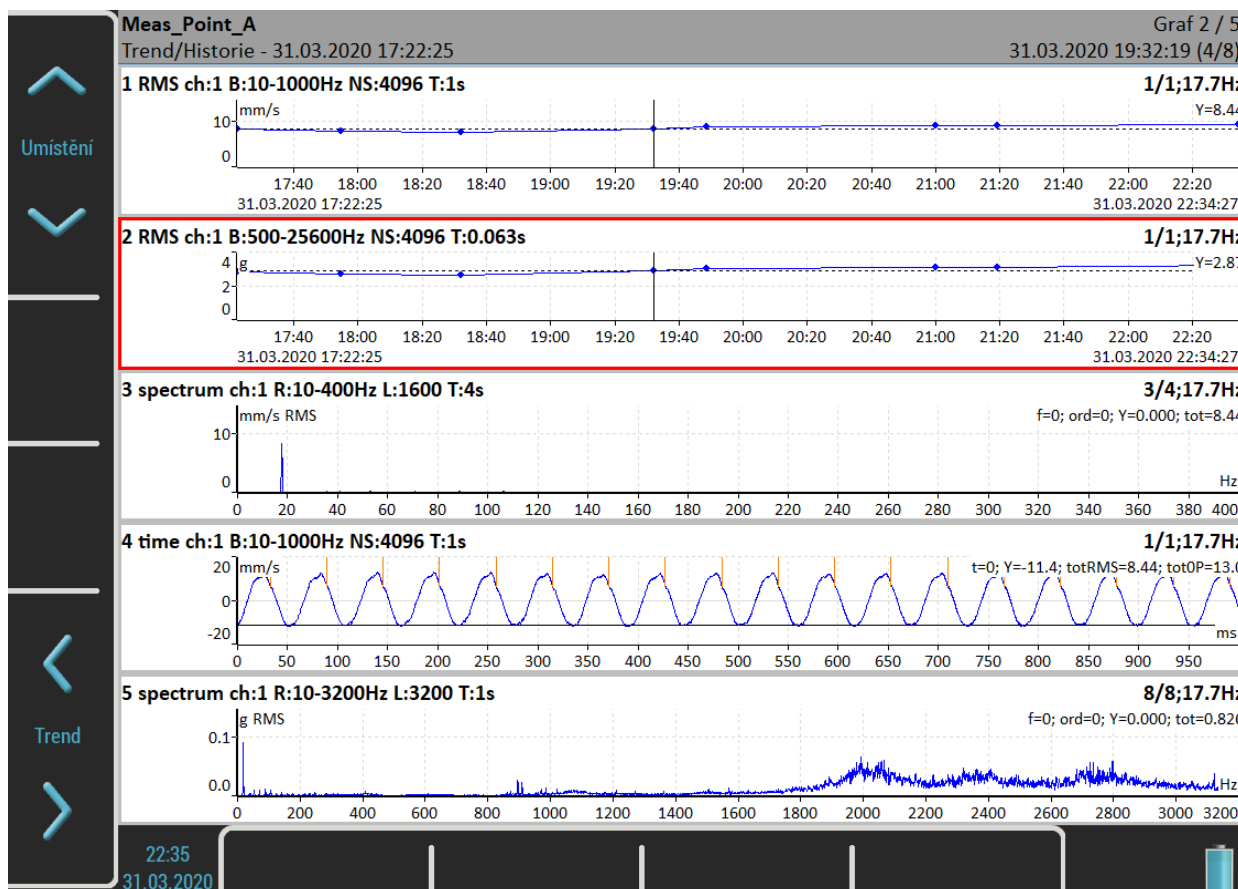 Meas_Point_A
Graf 2 / 5
Trend/Historie - 31.03.2020 17:22:25
31.03.2020 19:32:19 (4/8)
Umístění
Trend
1 RMS ch:1 B:10-1000Hz NS:4096 T:1s
1/1;17.7Hz
mm/s
Y=8.44
10
0
17:40 18:00 18:20 18:40 19:00 19:20 19:40 20:00 20:20 20:40 21:00 21:20 21:40 22:00 22:20
31.03.2020 17:22:25
31.03.2020 22:34:27
2 RMS ch:1 B:500-25600Hz NS:4096 T:0.063s
1/1;17.7Hz
g
Y=2.87
4
2
0
17:40 18:00 18:20 18:40 19:00 19:20 19:40 20:00 20:20 20:40 21:00 21:20 21:40 22:00 22:20
31.03.2020 17:22:25
31.03.2020 22:34:27
3 spectrum ch:1 R:10-400Hz L:1600 T:4s
3/4;17.7Hz
mm/s RMS
f=0; ord=0; Y=0.000; tot=8.44
10
0
Hz
0 20 40 60 80 100 120 140 160 180 200 220 240 260 280 300 320 340 360 380 400
4 time ch:1 B:10-1000Hz NS:4096 T:1s
1/1;17.7Hz
20
mm/s
t=0; Y=-11.4; totRMS=8.44; tot0P=13.0
0
-20
ms
0 50 100 150 200 250 300 350 400 450 500 550 600 650 700 750 800 850 900 950
5 spectrum ch:1 R:10-3200Hz L:3200 T:1s
8/8;17.7Hz
g RMS
f=0; ord=0; Y=0.000; tot=0.826
0.1
0.0
Hz
0 200 400 600 800 1000 1200 1400 1600 1800 2000 2200 2400 2600 2800 3000 3200
22:35
31.03.2020